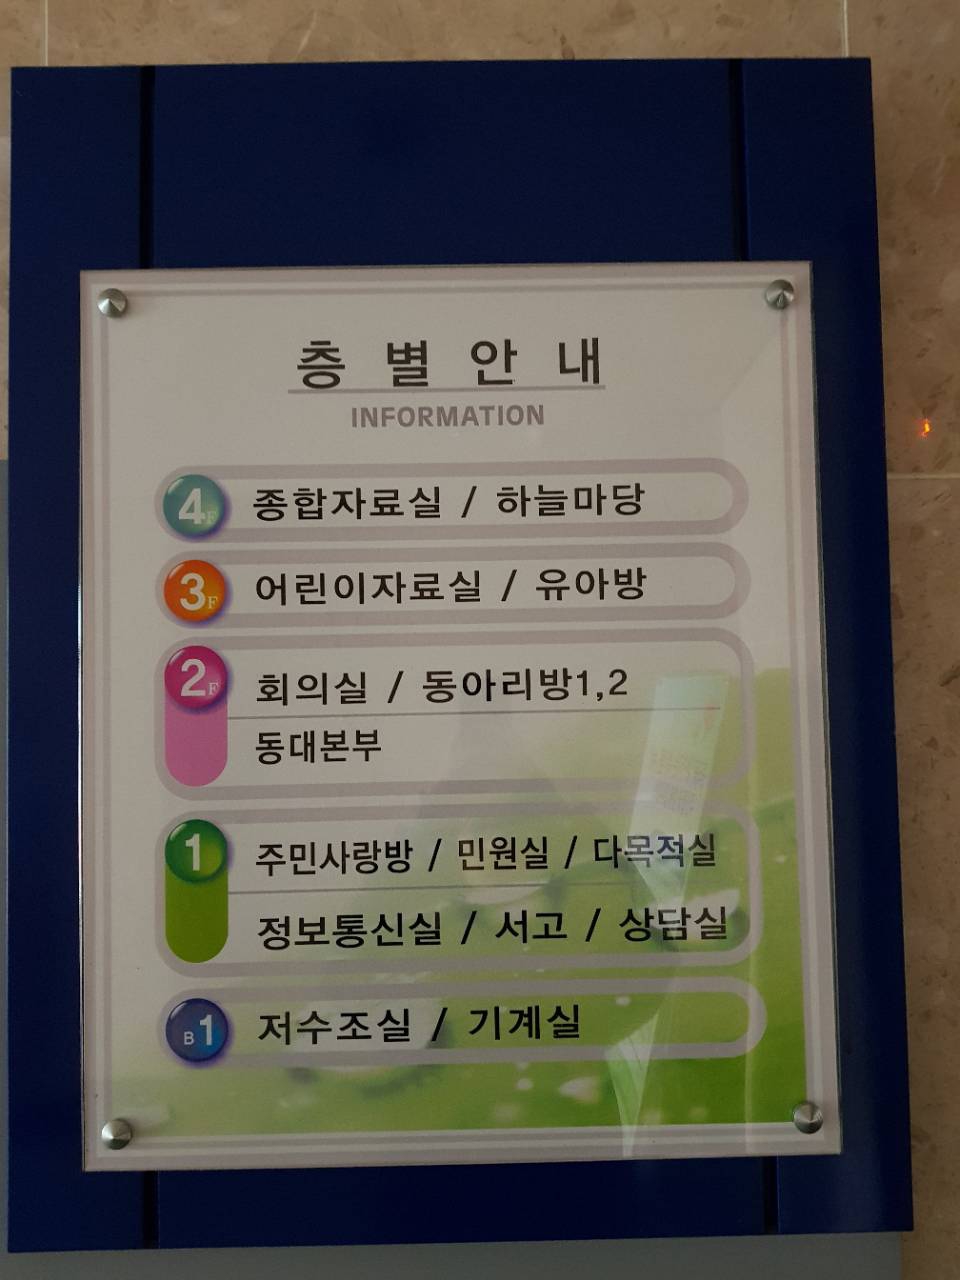 층별안내
INFORMATION
4F 종합자료실 / 하늘마당
3F 어린이자료실 / 유아방
2F 회의실 / 동아리방1,2
동대본부
1 주민사랑방 / 민원실 / 다목적실
정보통신실 / 서고 / 상담실
B1 저수조실 / 기계실